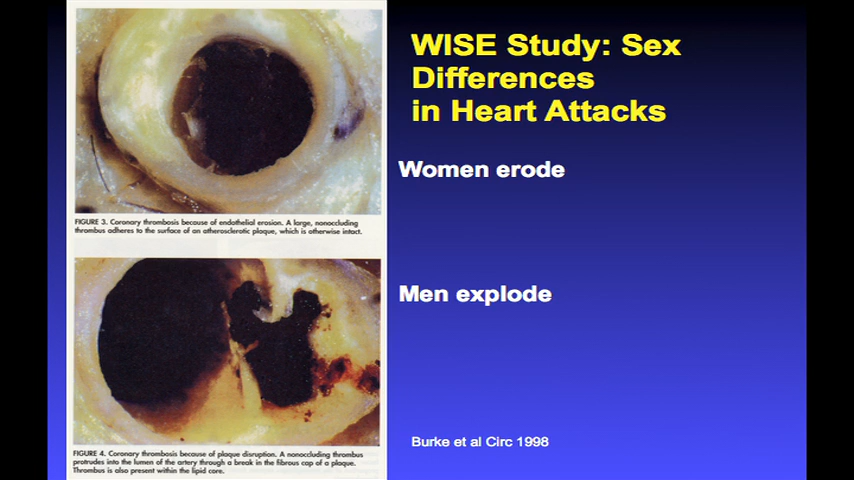 WISE Study: Sex
Differences
in Heart Attacks
Women erode
FIGURE 3. Coronary thrombosis because of endothelial erosion. A large, nonoccluding
thrombus adheres to the surface of an atherosclerotic plaque, which is otherwise intact.
Men explode
FIGURE 4. Coronary thrombosis because of plaque disruption. A nonoccluding thrombus
protrudes into the lumen of the artery through a break in the fibrous cap of a plaque.
Thrombus is also present within the lipid core.
Burke et al Circ 1998